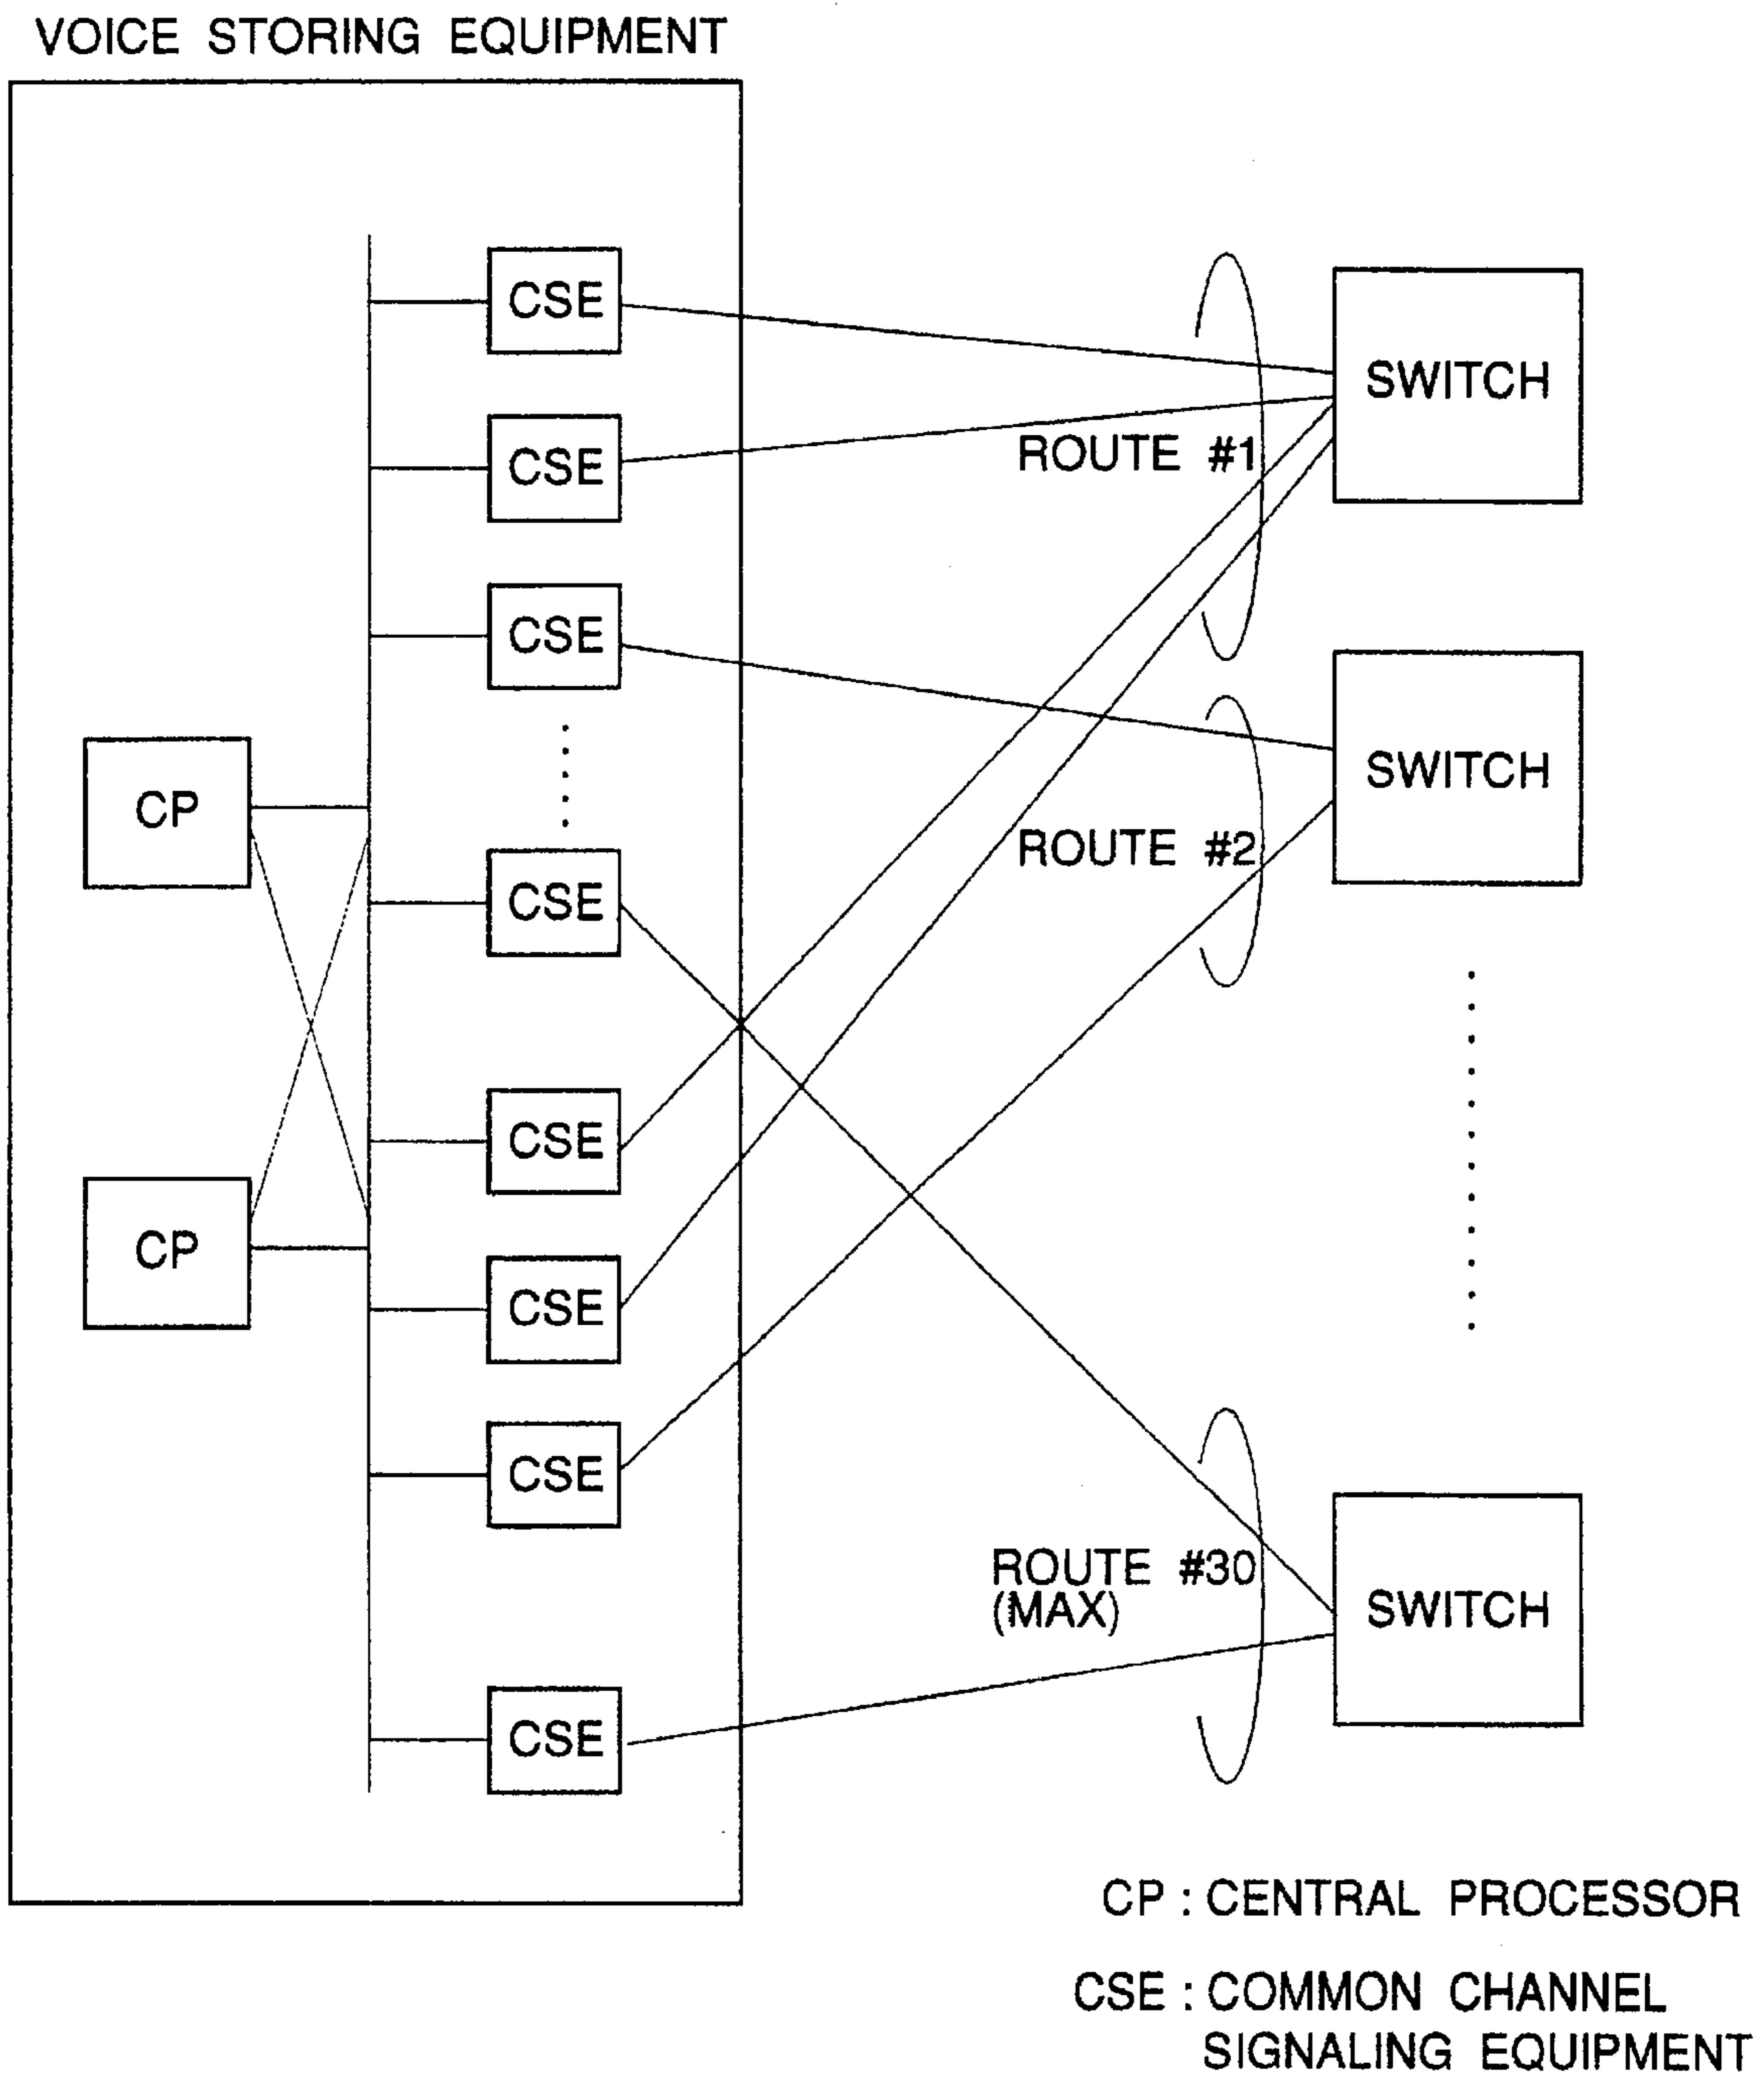 VOICE STORING EQUIPMENT
CSE
SWITCH
CSE
ROUTE #1
CSE
SWITCH
CP
ROUTE #2
CSE
CSE
CP
CSE
CSE
ROUTE #30
(MAX)
SWITCH
CSE
CP : CENTRAL PROCESSOR
CSE : COMMON CHANNEL
SIGNALING EQUIPMENT